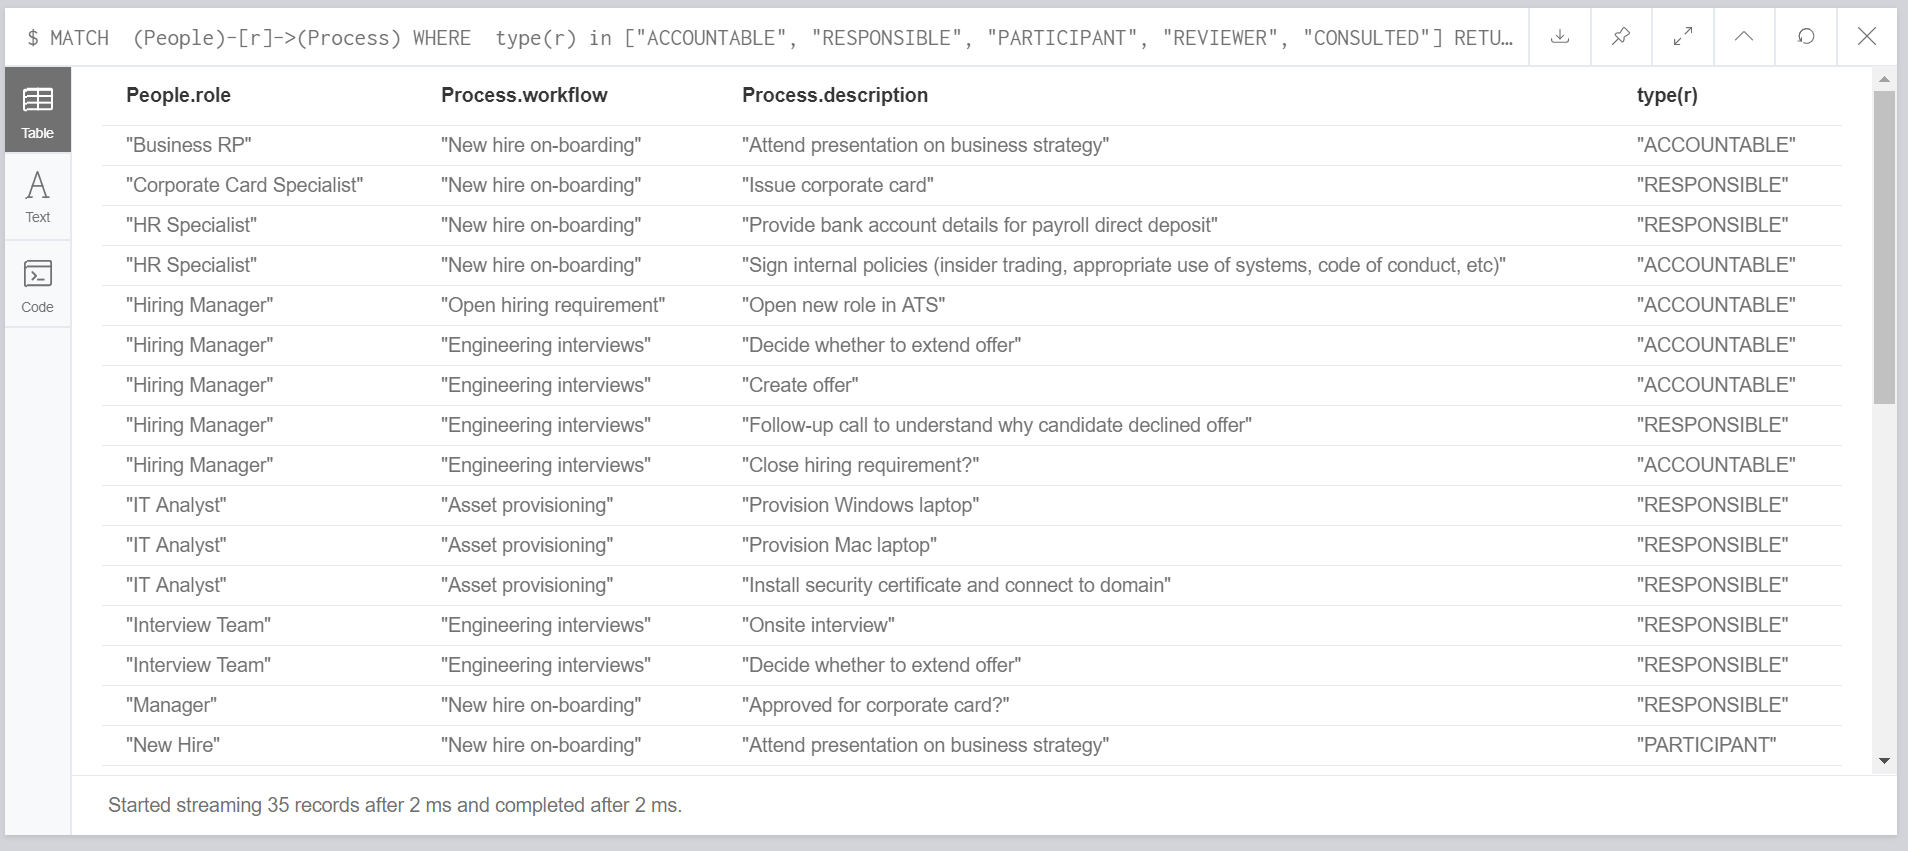 $ MATCH (People)-[r]->(Process) WHERE type(r) in ["ACCOUNTABLE", "RESPONSIBLE", "PARTICIPANT", "REVIEWER", "CONSULTED"] RETU…
Table
Text
Code
People.role Process.workflow Process.description type(r)
"Business RP" "New hire on-boarding" "Attend presentation on business strategy" "ACCOUNTABLE"
"Corporate Card Specialist" "New hire on-boarding" "Issue corporate card" "RESPONSIBLE"
"HR Specialist" "New hire on-boarding" "Provide bank account details for payroll direct deposit" "RESPONSIBLE"
"HR Specialist" "New hire on-boarding" "Sign internal policies (insider trading, appropriate use of systems, code of conduct, etc)" "ACCOUNTABLE"
"Hiring Manager" "Open hiring requirement" "Open new role in ATS" "ACCOUNTABLE"
"Hiring Manager" "Engineering interviews" "Decide whether to extend offer" "ACCOUNTABLE"
"Hiring Manager" "Engineering interviews" "Create offer" "ACCOUNTABLE"
"Hiring Manager" "Engineering interviews" "Follow-up call to understand why candidate declined offer" "RESPONSIBLE"
"Hiring Manager" "Engineering interviews" "Close hiring requirement?" "ACCOUNTABLE"
"IT Analyst" "Asset provisioning" "Provision Windows laptop" "RESPONSIBLE"
"IT Analyst" "Asset provisioning" "Provision Mac laptop" "RESPONSIBLE"
"IT Analyst" "Asset provisioning" "Install security certificate and connect to domain" "RESPONSIBLE"
"Interview Team" "Engineering interviews" "Onsite interview" "RESPONSIBLE"
"Interview Team" "Engineering interviews" "Decide whether to extend offer" "RESPONSIBLE"
"Manager" "New hire on-boarding" "Approved for corporate card?" "RESPONSIBLE"
"New Hire" "New hire on-boarding" "Attend presentation on business strategy" "PARTICIPANT"
Started streaming 35 records after 2 ms and completed after 2 ms.